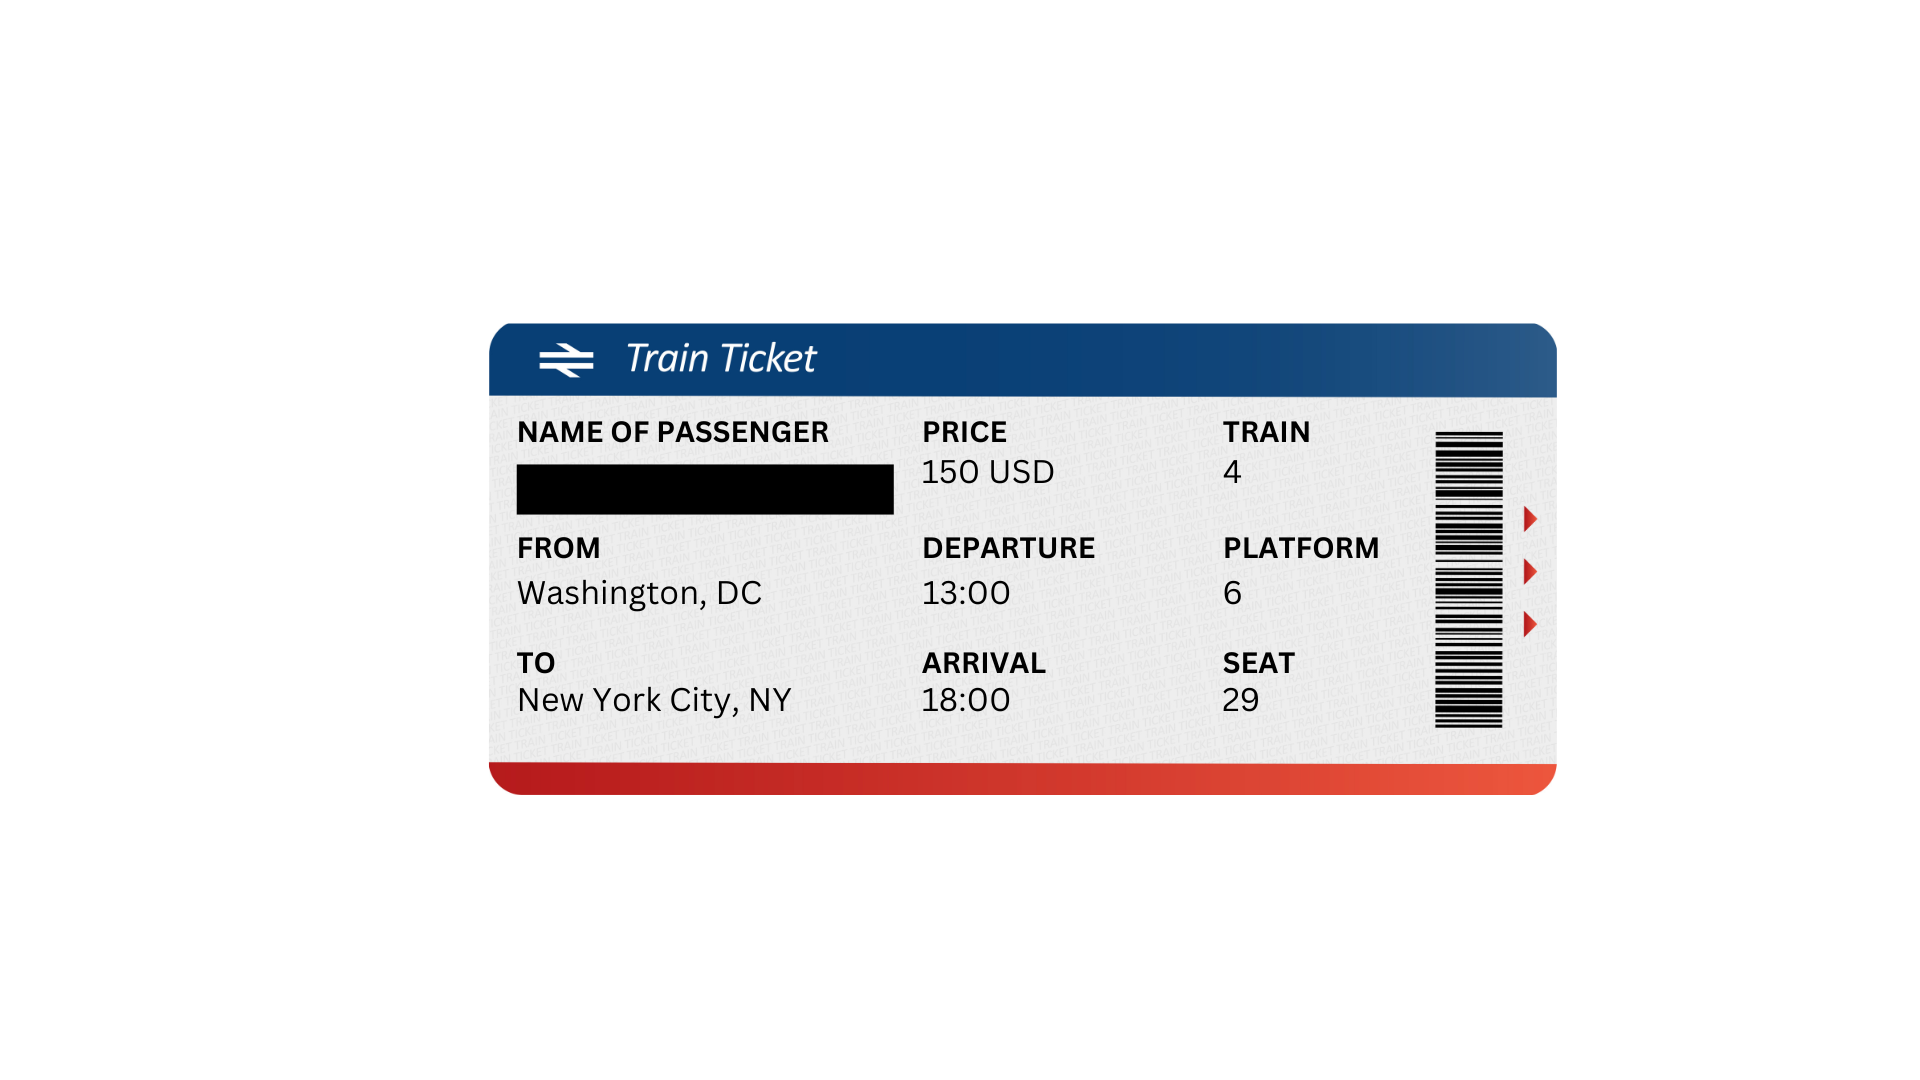 Train Ticket
NAME OF PASSENGER
PRICE
150 USD
TRAIN
4
FROM
Washington, DC
DEPARTURE
13:00
PLATFORM
6
TO
New York City, NY
ARRIVAL
18:00
SEAT
29